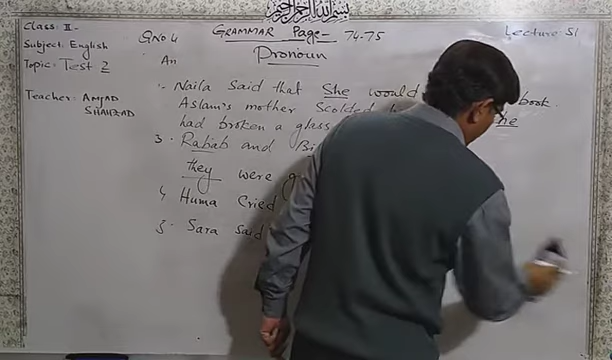 بسم الله الرحمن الرحيم
Class: II.
GRAMMAR Page - 74-75
Lecture: 51
Subject: English
Q No 4
Pronoun
Topic: Test 2
An
Teacher: AMJAD
SHAHZAD
Naila Said that She would book.
Aslam's mother Scolded he
had broken a glass
3. Rabab and
they were
4 Huma Cried
5. Sara Said